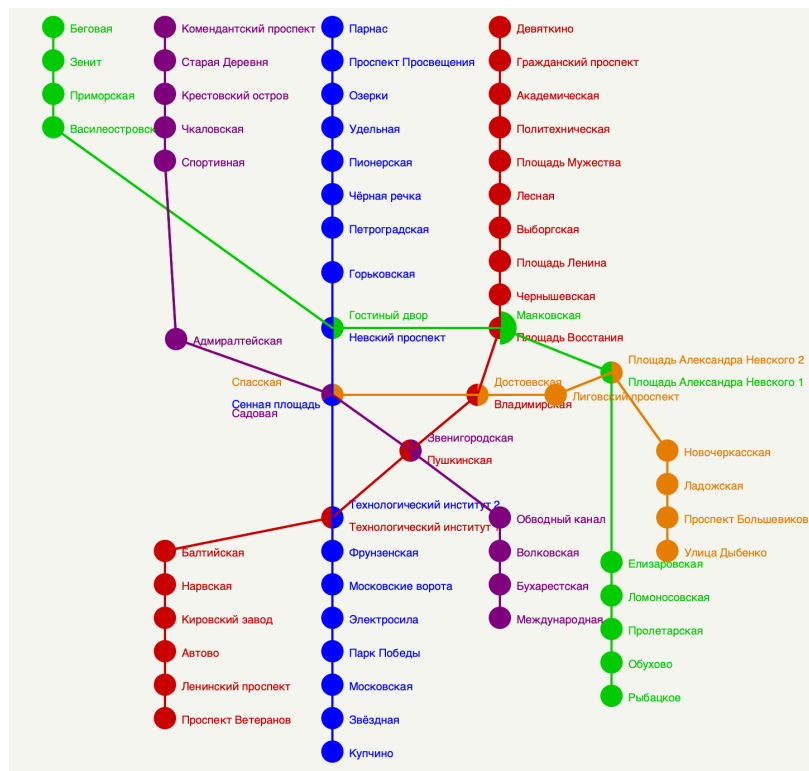 Беговая
Комендантский проспект
Парнас
Девяткино
Зенит
Старая Деревня
Проспект Просвещения
Гражданский проспект
Приморская
Крестовский остров
Озерки
Академическая
Василеостровск
Чкаловская
Удельная
Политехническая
Спортивная
Пионерская
Площадь Мужества
Чёрная речка
Лесная
Петроградская
Выборгская
Площадь Ленина
Горьковская
Чернышевская
Гостиный двор
Маяковская
Невский проспект
Площадь Восстания
Адмиралтейская
Площадь Александра Невского 2
Площадь Александра Невского 1
Спасская
Достоевская
Лиговский проспект
Сенная площадь
Владимирская
Садовая
Звенигородская
Пушкинская
Новочеркасская
Ладожская
Технологический институт 2
Технологический институт
Обводный канал
Проспект Большевиков
Балтийская
Фрунзенская
Волковская
Улица Дыбенко
Елизаровская
Нарвская
Московские ворота
Бухарестская
Ломоносовская
Кировский завод
Электросила
Международная
Пролетарская
Автово
Парк Победы
Обухово
Ленинский проспект
Московская
Рыбацкое
Проспект Ветеранов
Звёздная
Купчино